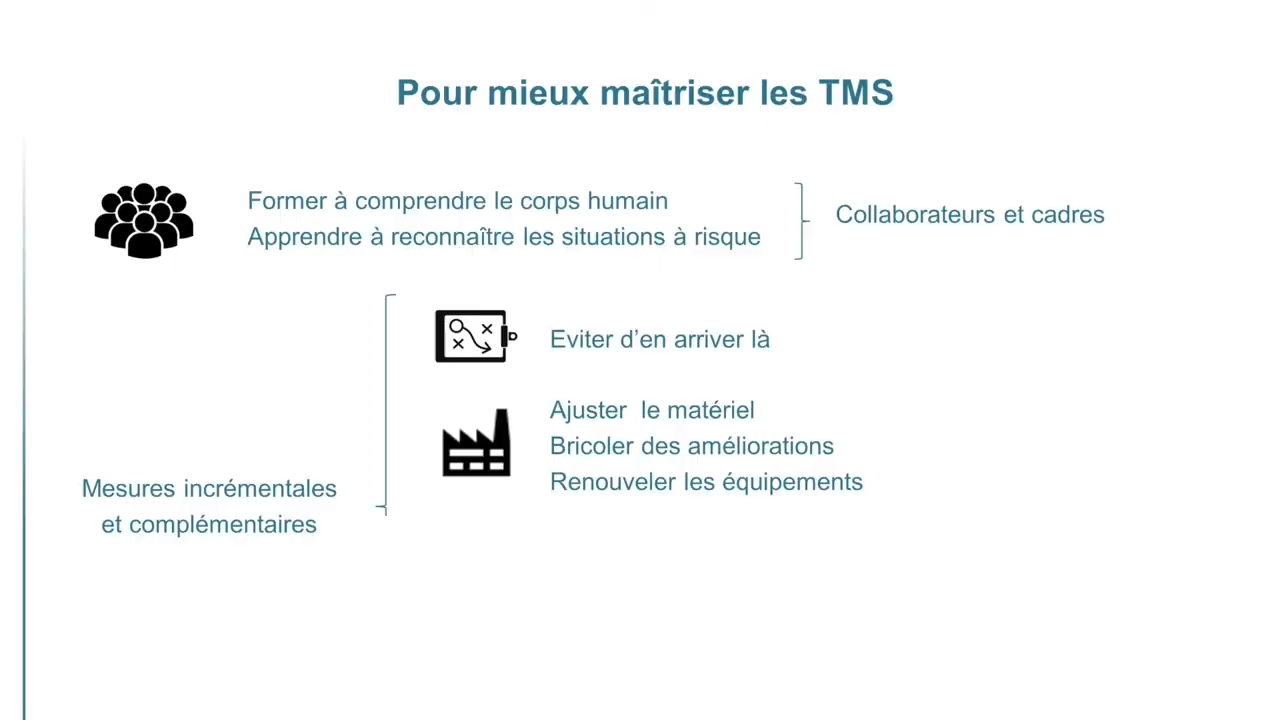 Pour mieux maîtriser les TMS
Former à comprendre le corps humain
Apprendre à reconnaître les situations à risque
Collaborateurs et cadres
Eviter d’en arriver là
Ajuster  le matériel
Bricoler des améliorations
Renouveler les équipements
Mesures incrémentales
et complémentaires